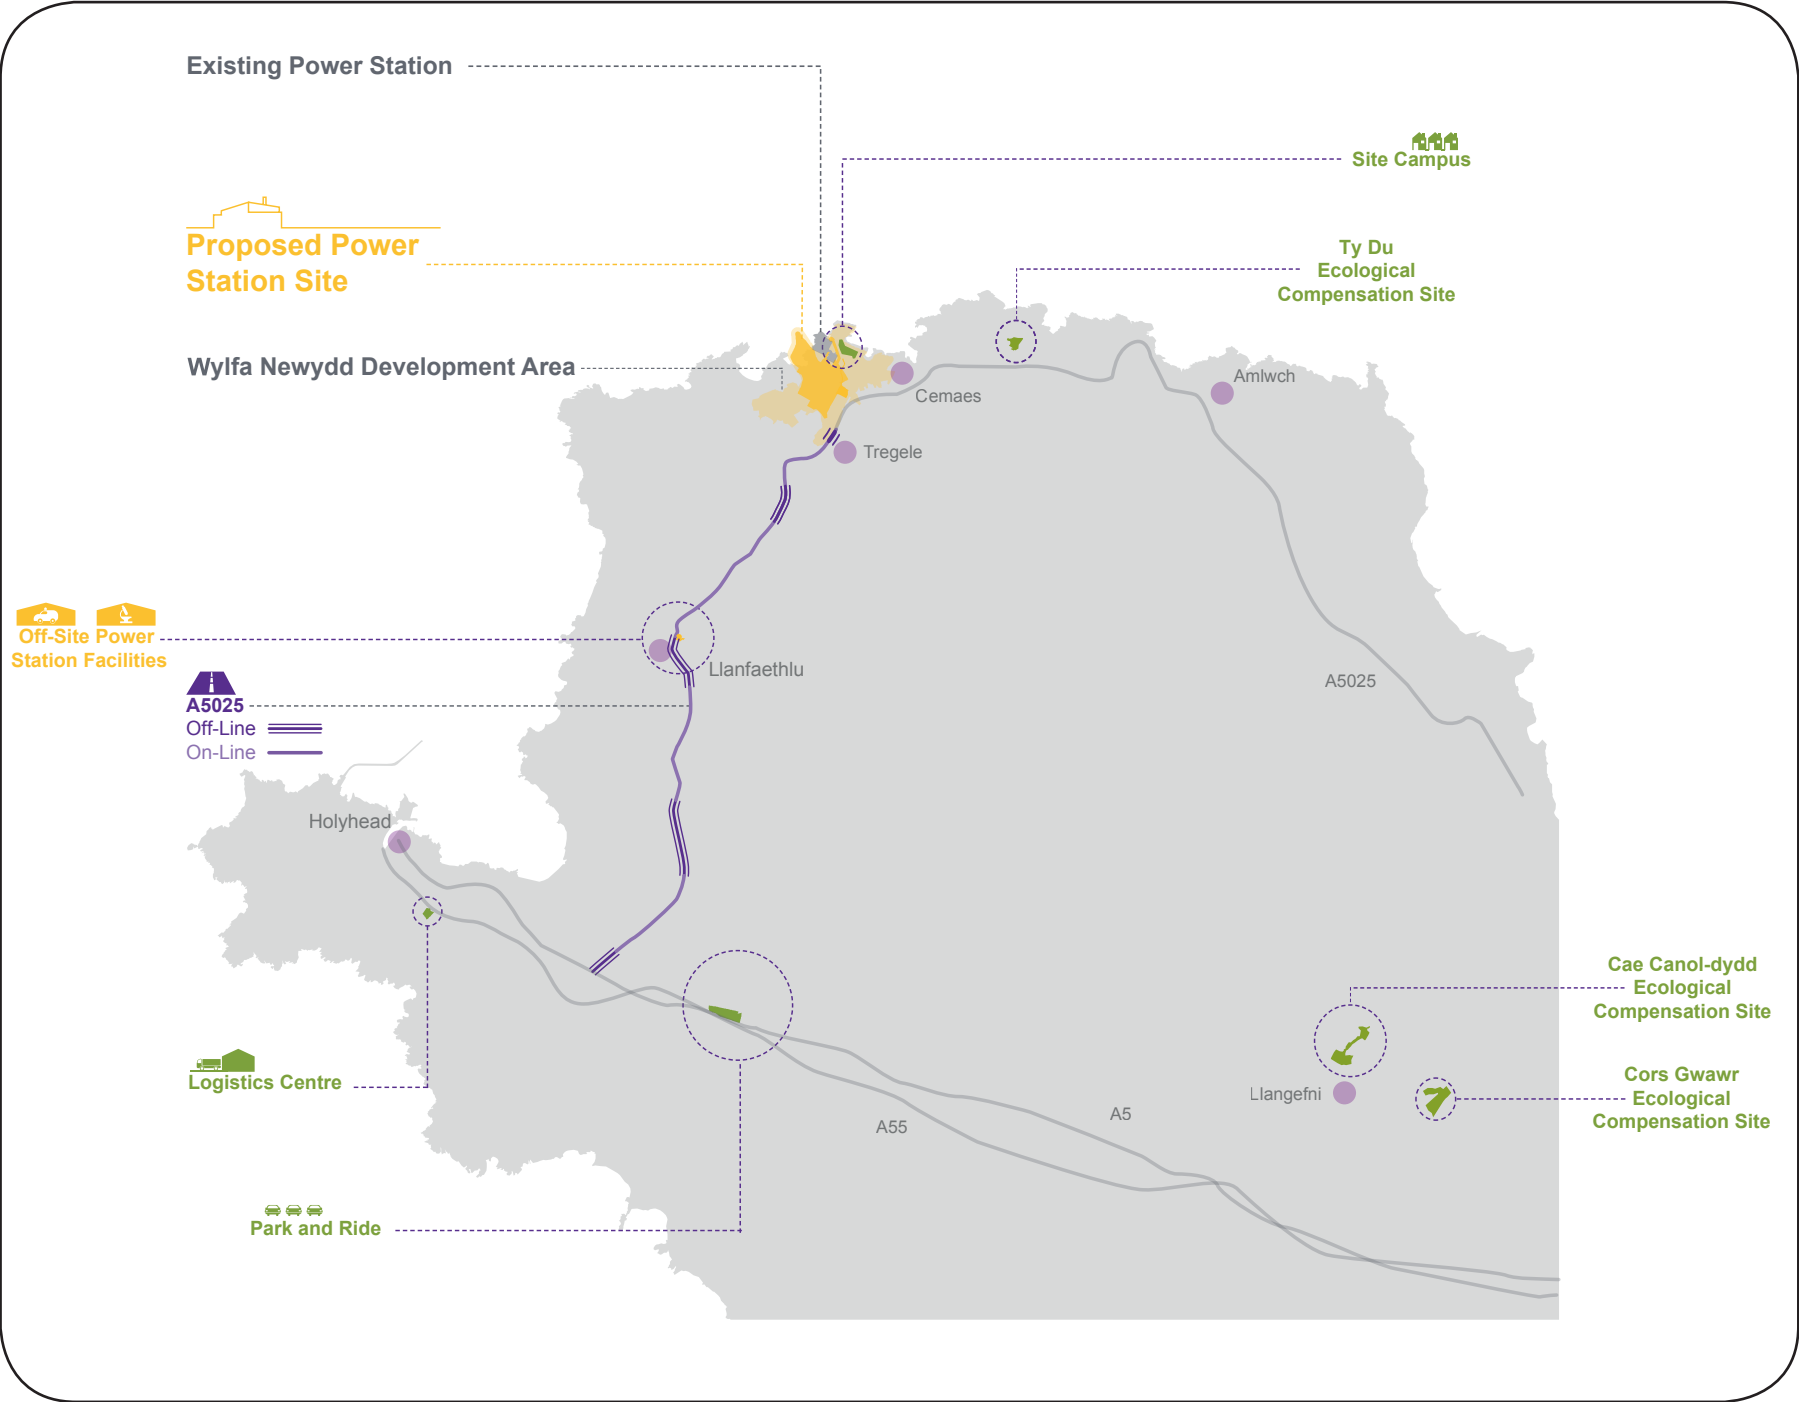 Existing Power Station
Site Campus
Proposed Power
Station Site
Ty Du
Ecological
Compensation Site
Wylfa Newydd Development Area
Amlwch
Cemaes
Tregele
Off-Site Power
Station Facilities
Llanfaethlu
A5025
A5025
Off-Line
On-Line
Holyhead
Cae Canol-dydd
Ecological
Compensation Site
Logistics Centre
Llangefni
Cors Gwawr
Ecological
Compensation Site
A5
A55
Park and Ride